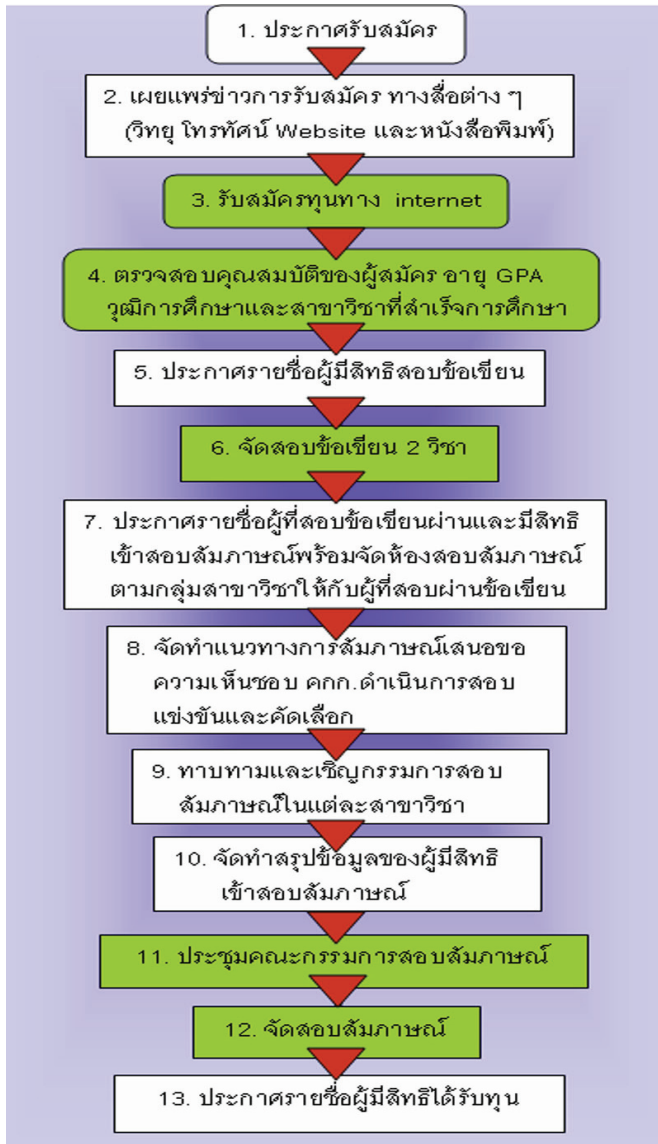 1. ประกาศรับสมัคร
2. เผยแพร่ข่าวการรับสมัคร ทางสื่อต่าง ๆ
(วิทยุ โทรทัศน์ Website และหนังสือพิมพ์)
3. รับสมัครทุนทาง internet
4. ตรวจสอบคุณสมบัติของผู้สมัคร อายุ GPA
วุฒิการศึกษาและสาขาวิชาที่สำเร็จการศึกษา
5. ประกาศรายชื่อผู้มีสิทธิสอบข้อเขียน
6. จัดสอบข้อเขียน 2 วิชา
7. ประกาศรายชื่อผู้ที่สอบข้อเขียนผ่านและมีสิทธิ
เข้าสอบสัมภาษณ์พร้อมจัดห้องสอบสัมภาษณ์
ตามกลุ่มสาขาวิชาให้กับผู้ที่สอบผ่านข้อเขียน
8. จัดทำแนวทางการสัมภาษณ์เสนอขอ
ความเห็นชอบ คกก.ดำเนินการสอบ
แข่งขันและคัดเลือก
9. ทาบทามและเชิญกรรมการสอบ
สัมภาษณ์ในแต่ละสาขาวิชา
10. จัดทำสรุปข้อมูลของผู้มีสิทธิ
เข้าสอบสัมภาษณ์
11. ประชุมคณะกรรมการสอบสัมภาษณ์
12. จัดสอบสัมภาษณ์
13. ประกาศรายชื่อผู้มีสิทธิได้รับทุน